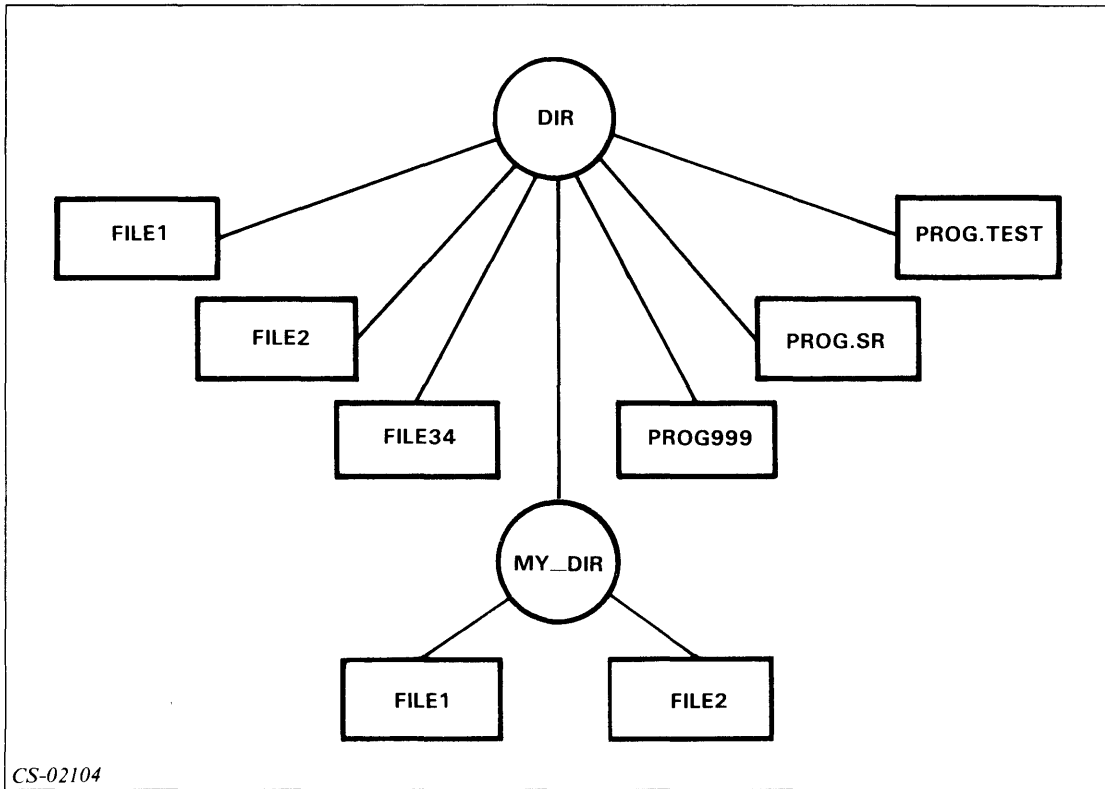 DIR
FILE1
PROG.TEST
FILE2
PROG.SR
FILE34
PROG999
MY_DIR
FILE1
FILE2
CS-02104